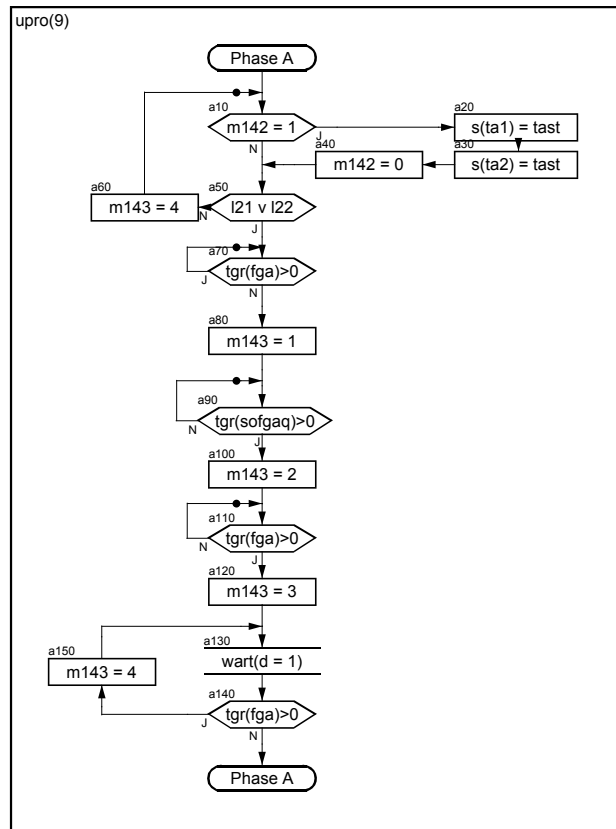 upro(9)
Phase A
a10
m142 = 1
J
N
a20
s(ta1) = tast
a30
s(ta2) = tast
a40
m142 = 0
a50
l21 v l22
N
J
a60
m143 = 4
a70
tgr(fga)>0
J
N
a80
m143 = 1
a90
tgr(sofgaq)>0
N
J
a100
m143 = 2
a110
tgr(fga)>0
N
J
a120
m143 = 3
a130
wart(d = 1)
a150
m143 = 4
a140
tgr(fga)>0
J
N
Phase A